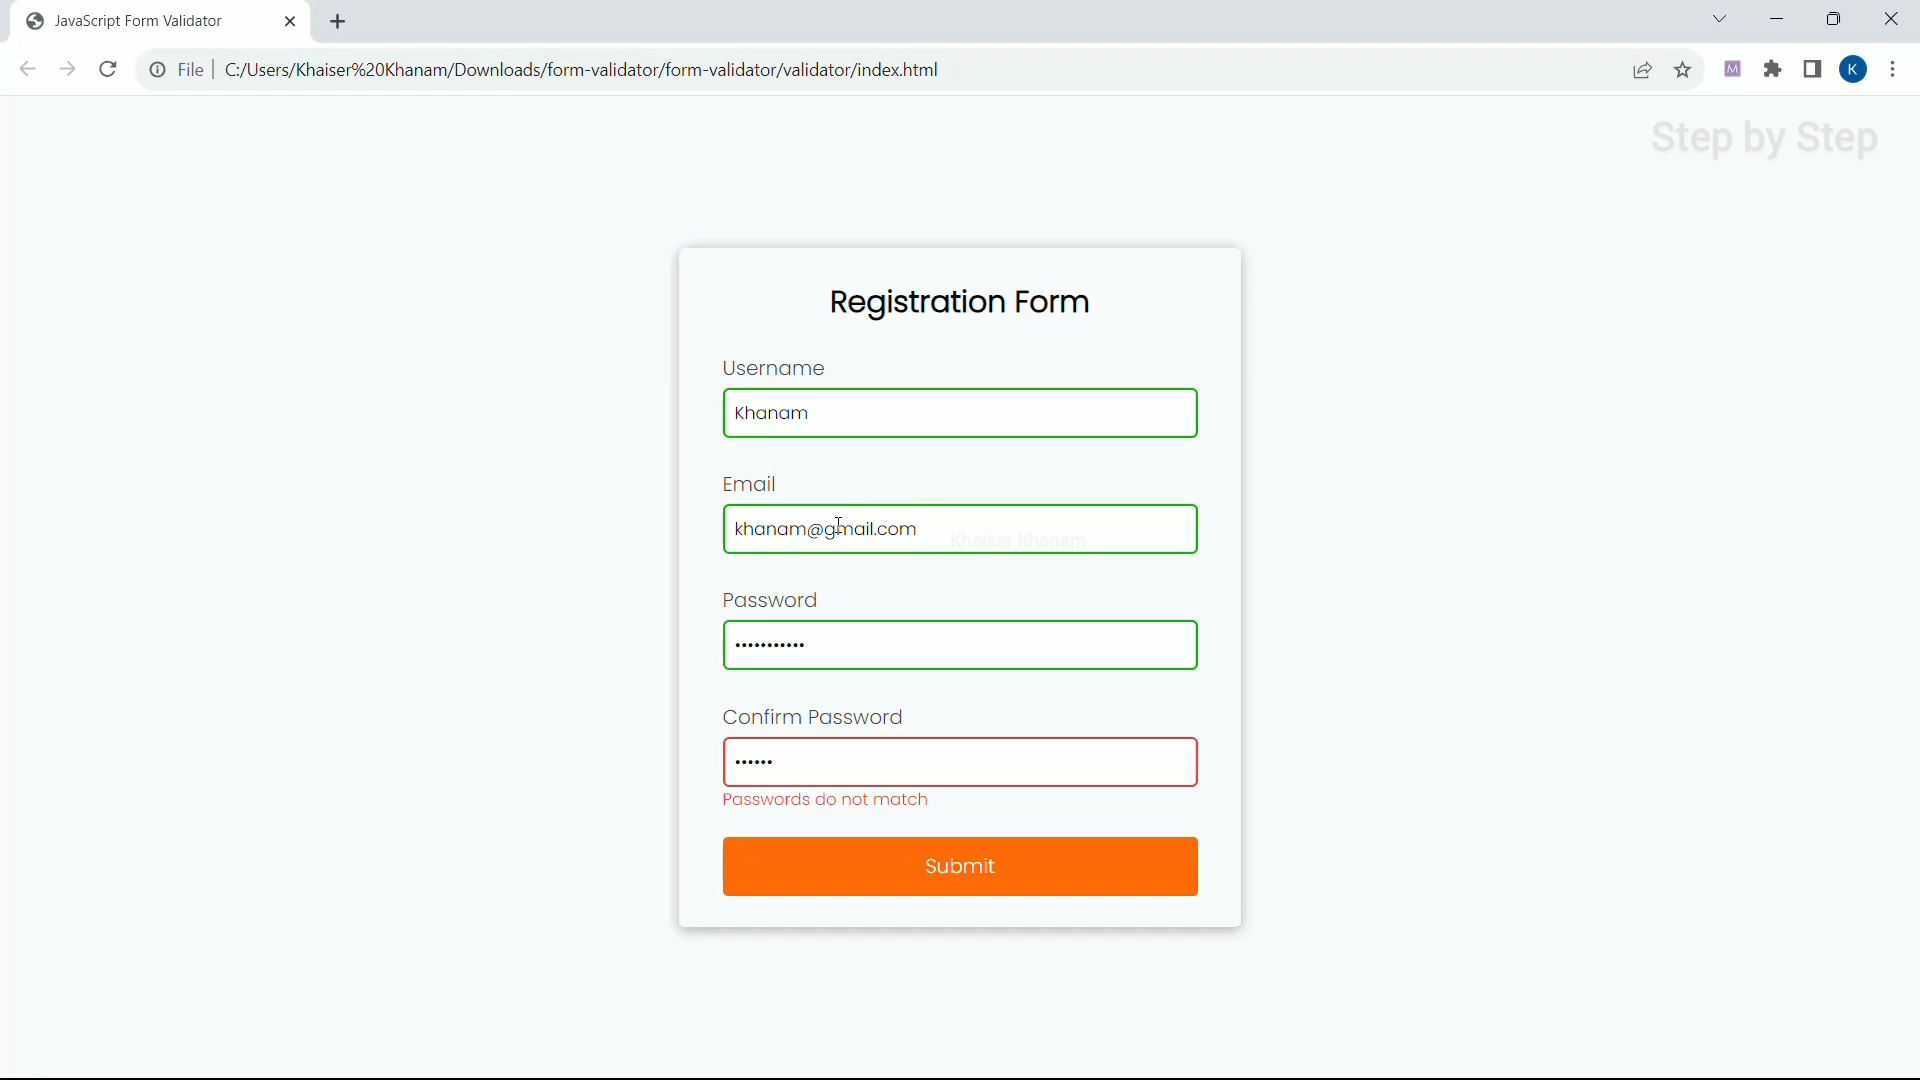 JavaScript Form Validator
File
C:/Users/Khaiser%20Khanam/Downloads/form-validator/form-validator/validator/index.html
M
K
Step by Step
Registration Form
Username
Khanam
Email
khanam@gmail.com
Khaiser Khanam
Password
•••••••••••
Confirm Password
••••••
Passwords do not match
Submit